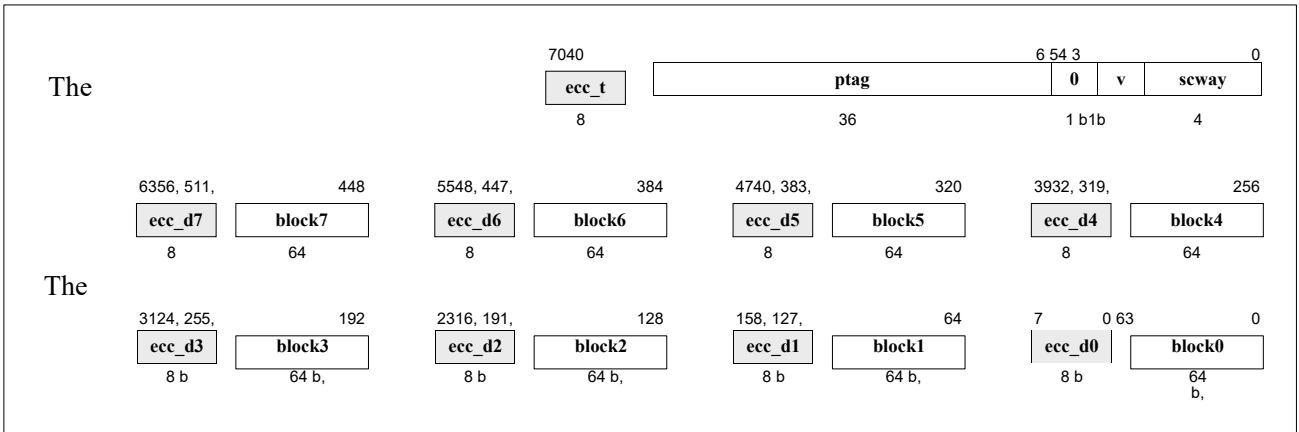 7040 6 54 3 0
The ecc_t ptag 0 v scway
8 36 1 b1b 4
6356, 511, 448 5548, 447, 384 4740, 383, 320 3932, 319, 256
ecc_d7 block7 ecc_d6 block6 ecc_d5 block5 ecc_d4 block4
8 64 8 64 8 64 8 64
The
3124, 255, 192 2316, 191, 128 158, 127, 64 7 0 63 0
ecc_d3 block3 ecc_d2 block2 ecc_d1 block1 ecc_d0 block0
8 b 64 b, 8 b 64 b, 8 b 64 b, 8 b 64
b,